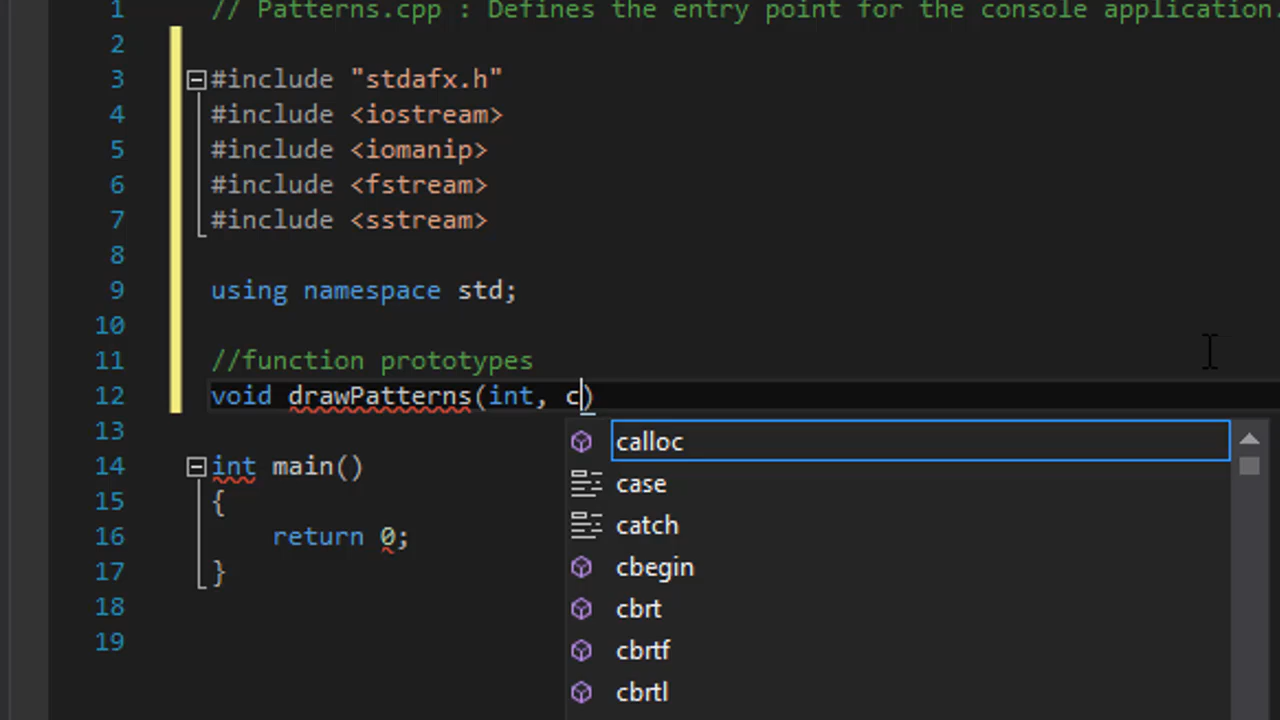 1 // Patterns.cpp : Defines the entry point for the console application.
2
3 #include "stdafx.h"
4 #include <iostream>
5 #include <iomanip>
6 #include <fstream>
7 #include <sstream>
8
9 using namespace std;
10
11 //function prototypes
12 void drawPatterns(int, c)
13
14 int main()
15 {
16 return 0;
17 }
18
19
calloc
case
catch
cbegin
cbrt
cbrtf
cbrtl